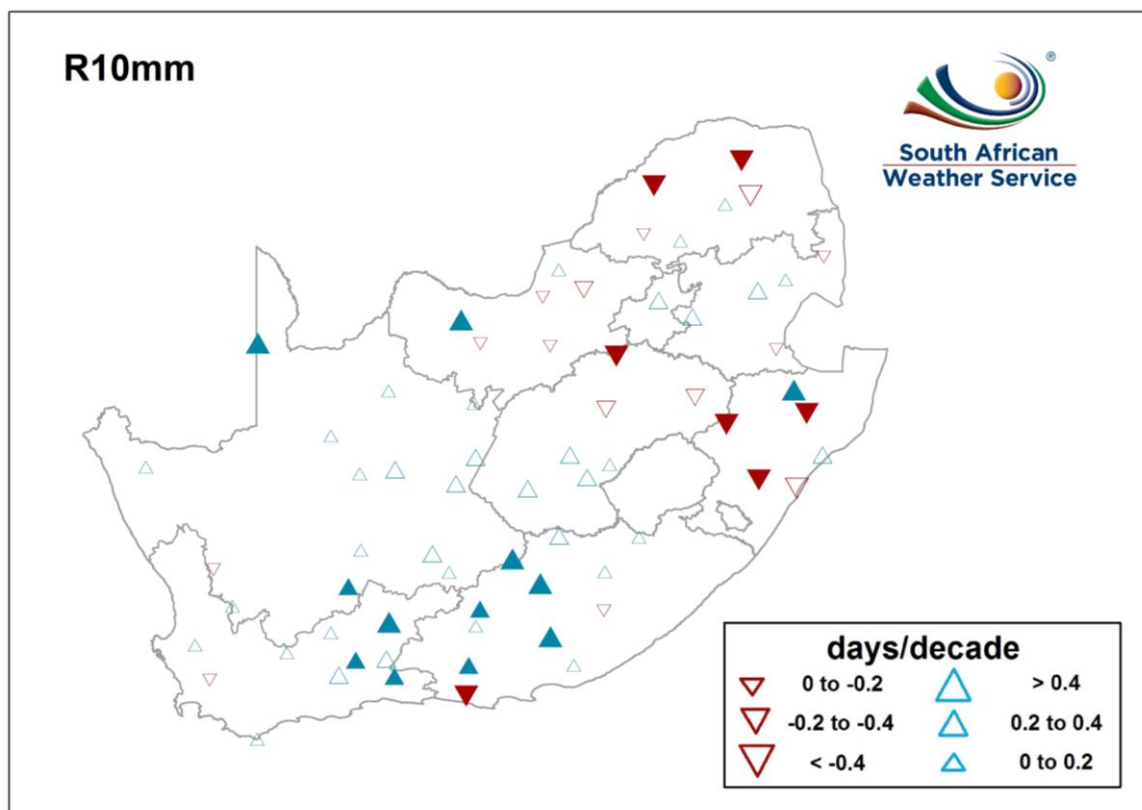 R10mm
®
South African
Weather Service
days/decade
0 to -0.2
> 0.4
-0.2 to -0.4
0.2 to 0.4
< -0.4
0 to 0.2